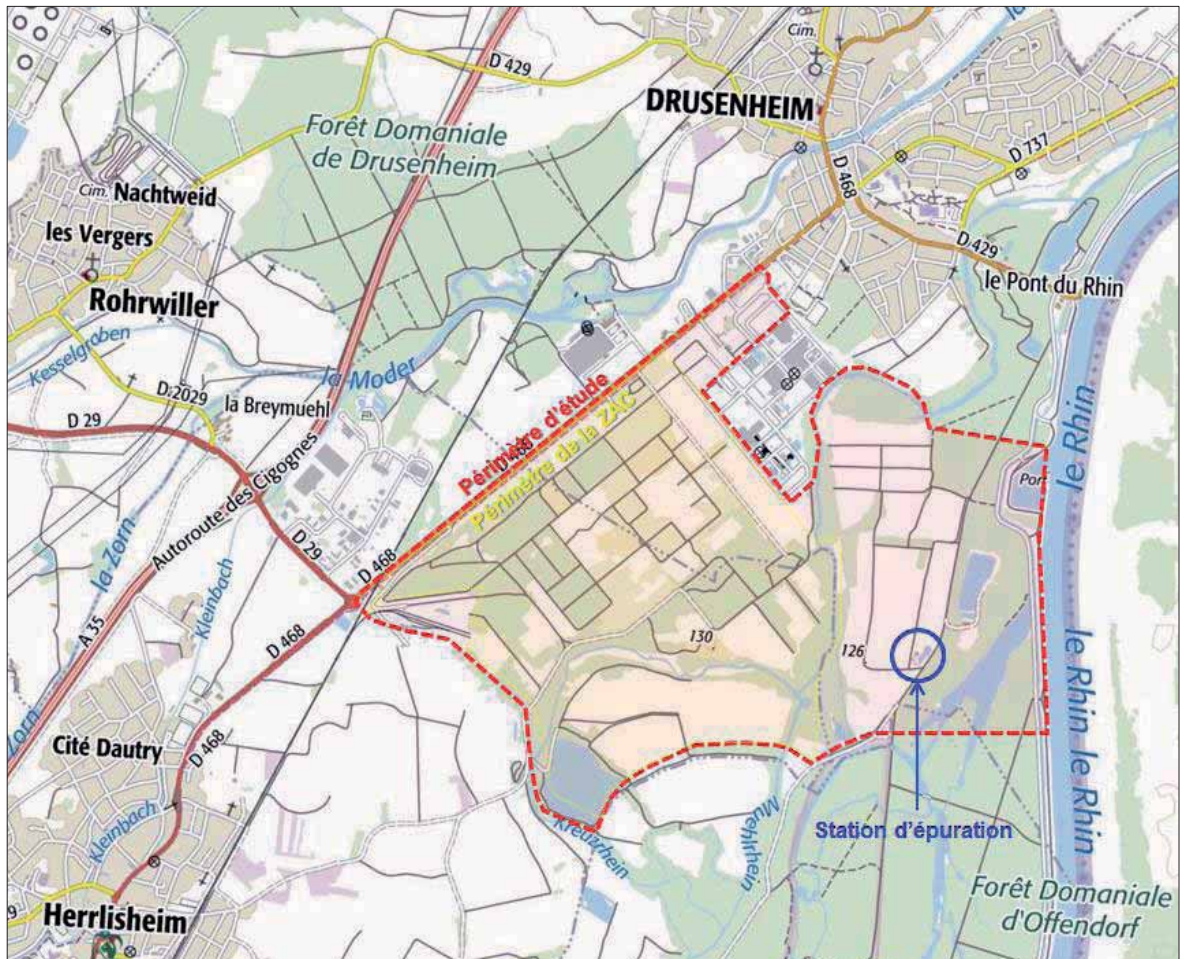 D 429
Cim.
DRUSENHEIM
Forêt Domaniale
de Drusenheim
D 737
D 468
Cim.
Nachtweid
les Vergers
D 429
le Pont du Rhin
Rohrwiller
Kesselgraben
la Moder
D 2029
la Breymuehl
D 29
Périmètre d'étude
D 468
Périmètre de la ZAC
le Rhin
Port
Autoroute des Cigognes
la Zorn
D 29
D 468
Kleinbach
A 35
D 468
130
126
le Rhin
le Rhin
Zorn
Cité Dautry
D 468
Kleinbach
Kreuzrhein
Muehlrhein
Station d'épuration
Forêt Domaniale
d'Offendorf
Herrlisheim